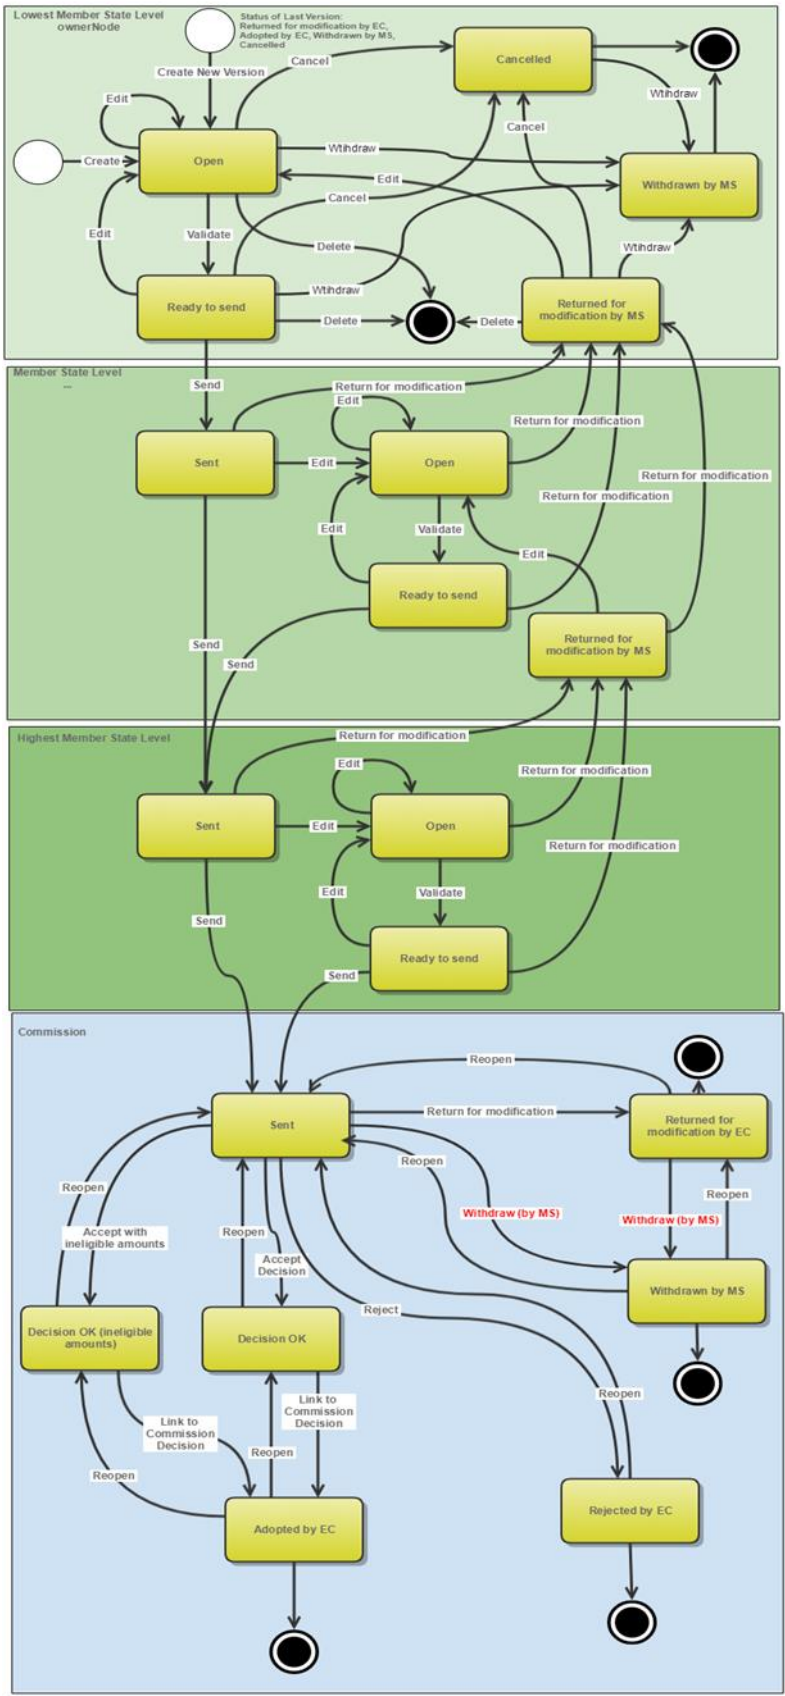 Lowest Member State Level
ownerNode
Status of Last Version:
Returned for modification by EC,
Adopted by EC, Withdrawn by MS,
Cancelled
Create New Version
Cancel
Cancelled
Wtihdraw
Edit
Cancel
Create
Open
Wtihdraw
Edit
Withdrawn by MS
Cancel
Edit
Validate
Delete
Wtihdraw
Wtihdraw
Ready to send
Returned for
modification by MS
Delete
Delete
Member State Level
...
Send
Return for modification
Edit
Return for modification
Sent
Edit
Open
Return for modification
Return for modification
Edit
Validate
Edit
Ready to send
Returned for
modification by MS
Send
Send
Highest Member State Level
Return for modification
Edit
Return for modification
Sent
Edit
Open
Return for modification
Edit
Validate
Send
Ready to send
Send
Commission
Reopen
Sent
Return for modification
Returned for
modification by EC
Reopen
Reopen
Reopen
Withdraw (by MS)
Withdraw (by MS)
Accept with
ineligible amounts
Reopen
Accept
Decision
Withdrawn by MS
Reject
Decision OK (ineligible
amounts)
Decision OK
Reopen
Link to
Commission
Decision
Link to
Commission
Decision
Reopen
Reopen
Adopted by EC
Rejected by EC